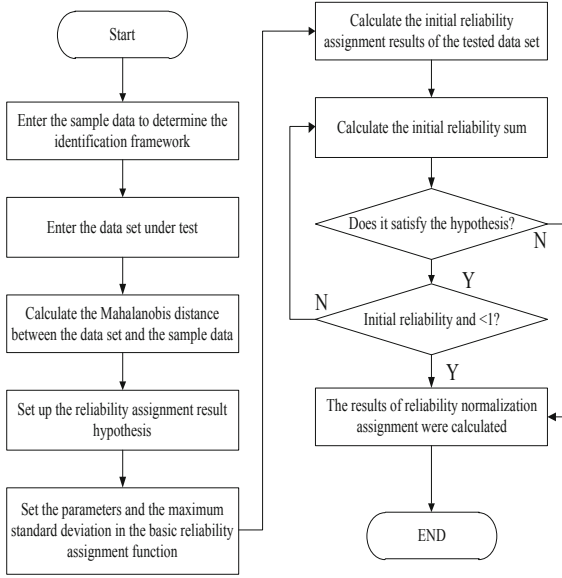 Start
Enter the sample data to determine the
identification framework
Enter the data set under test
Calculate the Mahalanobis distance
between the data set and the sample data
Set up the reliability assignment result
hypothesis
Set the parameters and the maximum
standard deviation in the basic reliability
assignment function
Calculate the initial reliability
assignment results of the tested data set
Calculate the initial reliability sum
Does it satisfy the hypothesis?
N
Y
N
Initial reliability and <1?
Y
The results of reliability normalization
assignment were calculated
END